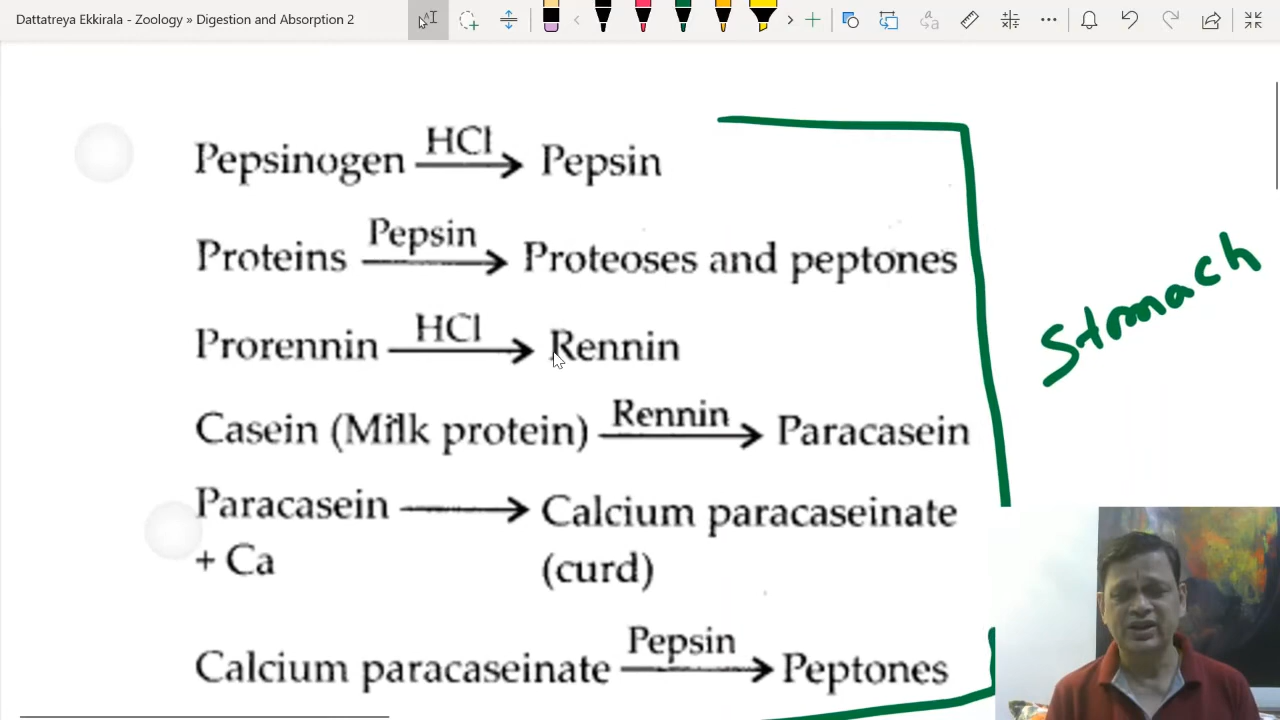 Dattatreya Ekkirala - Zoology » Digestion and Absorption 2
Pepsinogen HCl → Pepsin
Proteins Pepsin → Proteoses and peptones
Prorennin HCl → Rennin
Casein (Milk protein) Rennin → Paracasein
Paracasein → Calcium paracaseinate
+ Ca (curd)
Calcium paracaseinate Pepsin → Peptones
Stomach